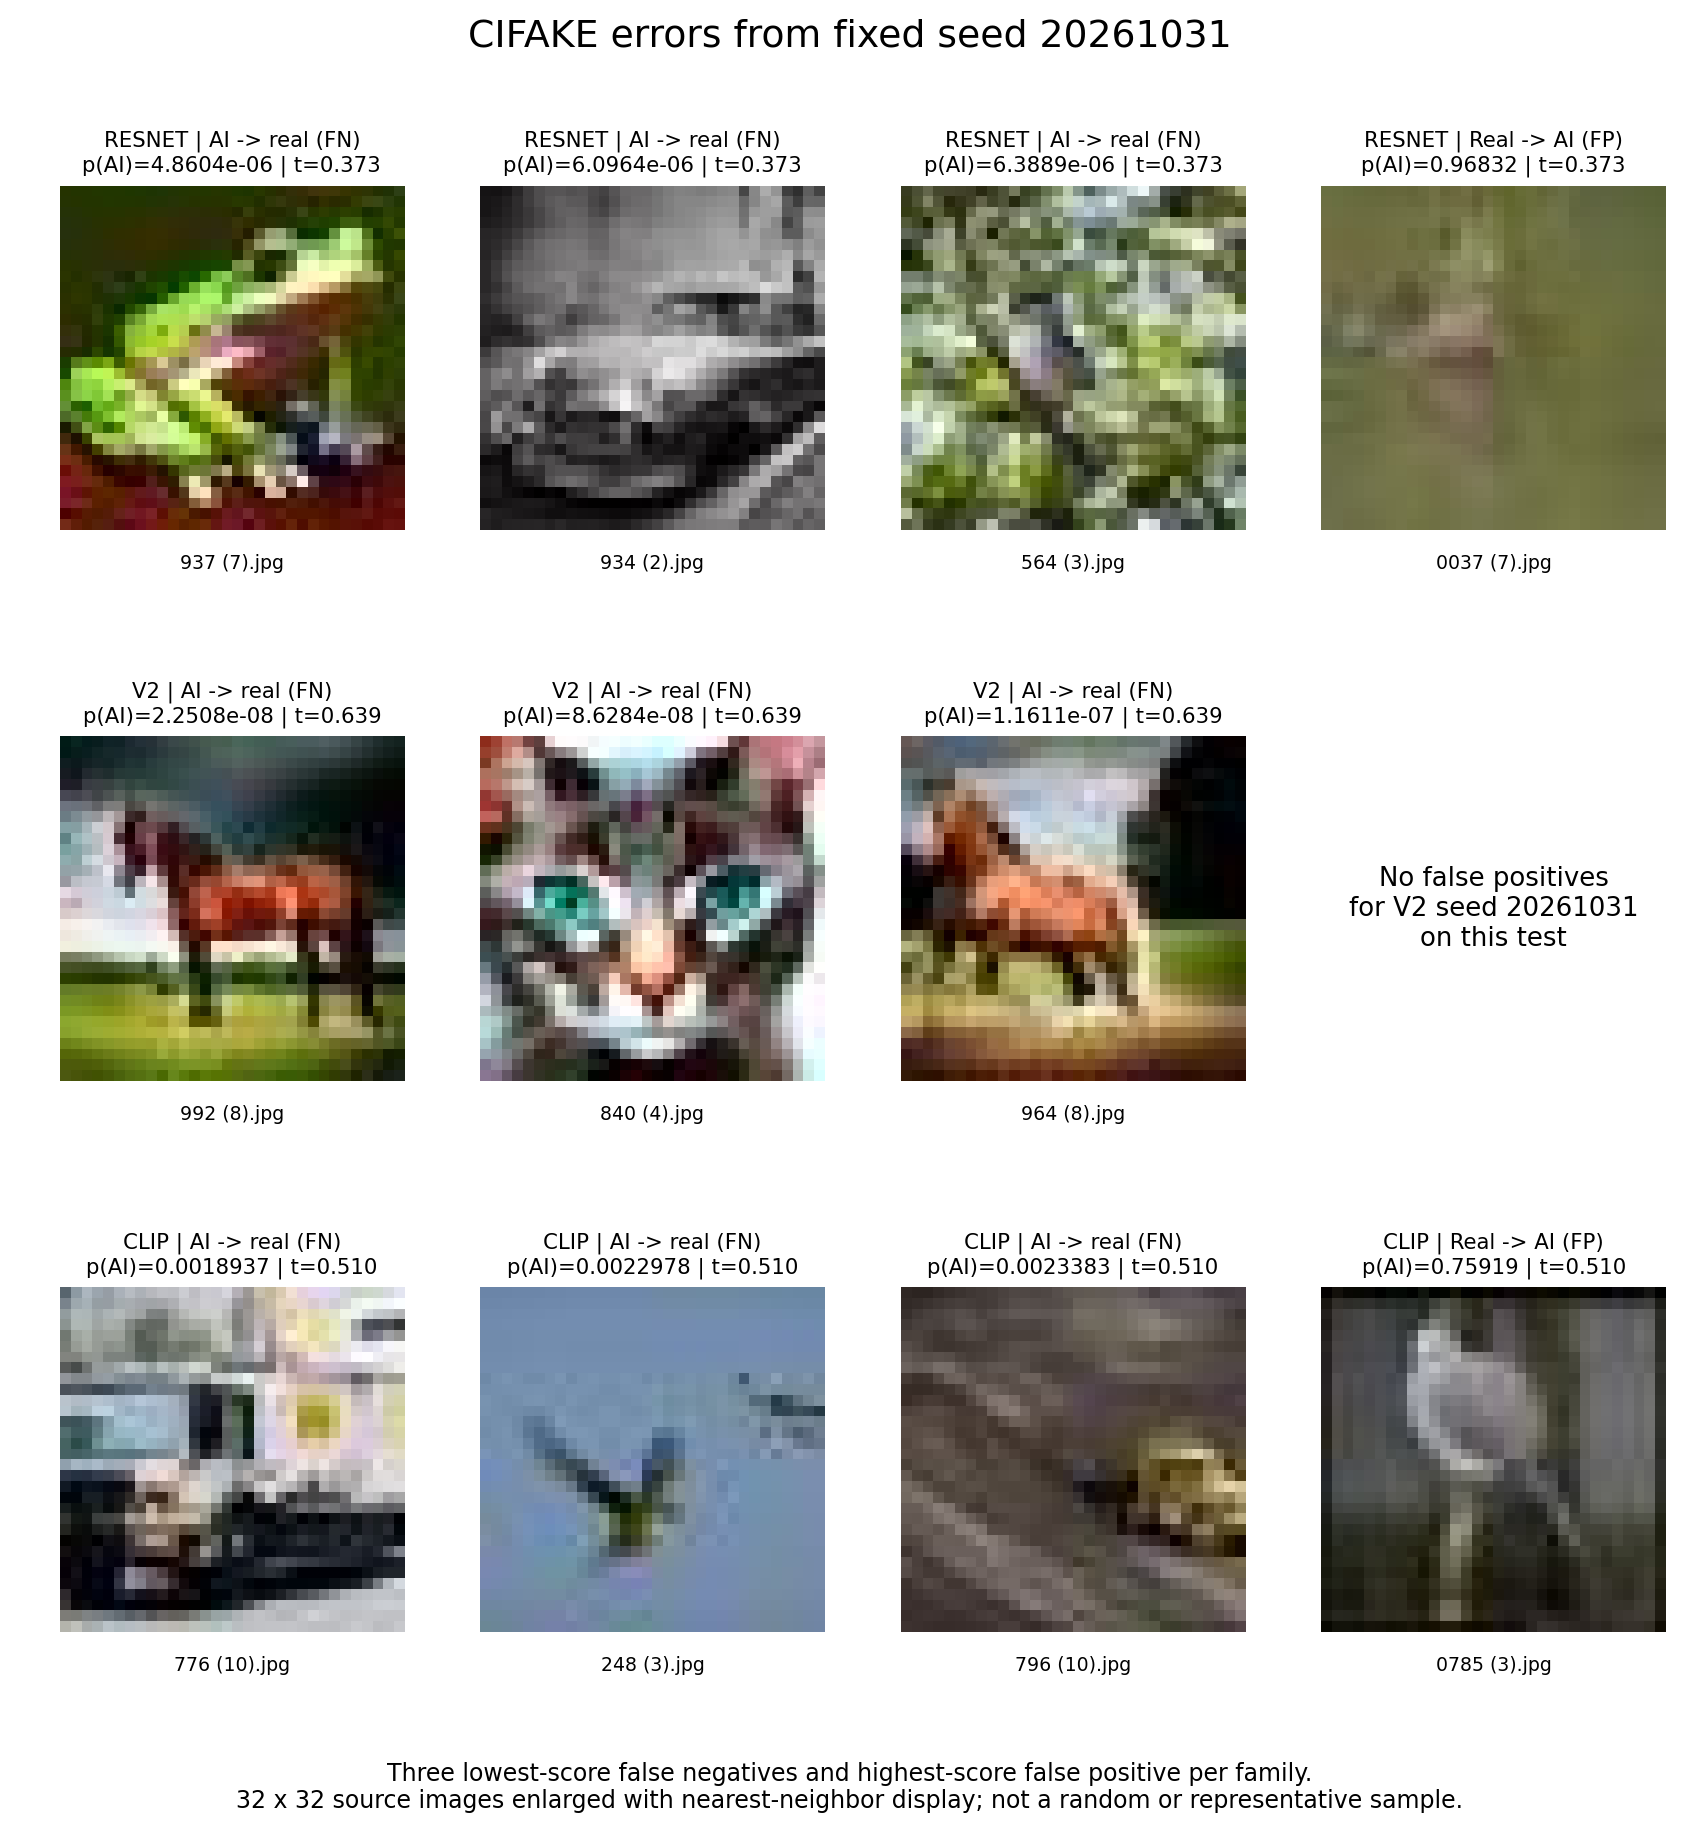 CIFAKE errors from fixed seed 20261031
RESNET | AI -> real (FN)
p(AI)=4.8604e-06 | t=0.373
937 (7).jpg
RESNET | AI -> real (FN)
p(AI)=6.0964e-06 | t=0.373
934 (2).jpg
RESNET | AI -> real (FN)
p(AI)=6.3889e-06 | t=0.373
564 (3).jpg
RESNET | Real -> AI (FP)
p(AI)=0.96832 | t=0.373
0037 (7).jpg
V2 | AI -> real (FN)
p(AI)=2.2508e-08 | t=0.639
992 (8).jpg
V2 | AI -> real (FN)
p(AI)=8.6284e-08 | t=0.639
840 (4).jpg
V2 | AI -> real (FN)
p(AI)=1.1611e-07 | t=0.639
964 (8).jpg
No false positives
for V2 seed 20261031
on this test
CLIP | AI -> real (FN)
p(AI)=0.0018937 | t=0.510
776 (10).jpg
CLIP | AI -> real (FN)
p(AI)=0.0022978 | t=0.510
248 (3).jpg
CLIP | AI -> real (FN)
p(AI)=0.0023383 | t=0.510
796 (10).jpg
CLIP | Real -> AI (FP)
p(AI)=0.75919 | t=0.510
0785 (3).jpg
Three lowest-score false negatives and highest-score false positive per family.
32 x 32 source images enlarged with nearest-neighbor display; not a random or representative sample.